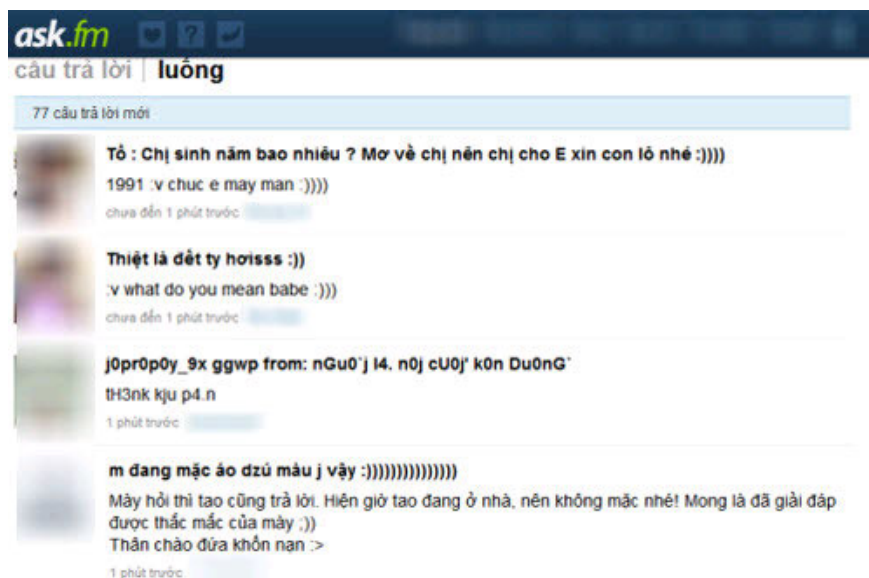 ask.fm
câu trả lời | luồng
77 câu trả lời mới
Tồ : Chị sinh năm bao nhiêu ? Mơ về chị nên chị cho E xin con lô nhé :))))
1991 :v chuc e may man :))))
chưa đến 1 phút trước
Thiệt là đết ty hơisss :))
:v what do you mean babe :)))
chưa đến 1 phút trước
j0pr0p0y_9x ggwp from: nGu0`j l4. n0j cU0j' k0n Du0nG`
tH3nk kju p4.n
1 phút trước
m đang mặc áo dzú màu j vậy :)))))))))))))))
Mày hỏi thì tao cũng trả lời. Hiện giờ tao đang ở nhà, nên không mặc nhé! Mong là đã giải đáp
được thắc mắc của mày ;))
Thân chào đứa khốn nạn :>
1 phút trước